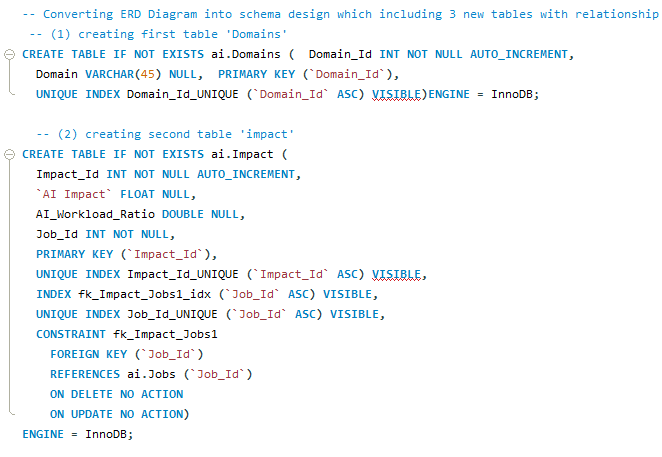 -- Converting ERD Diagram into schema design which including 3 new tables with relationship
-- (1) creating first table 'Domains'
CREATE TABLE IF NOT EXISTS ai.Domains (  Domain_Id INT NOT NULL AUTO_INCREMENT,
Domain VARCHAR(45) NULL,  PRIMARY KEY (`Domain_Id`),
UNIQUE INDEX Domain_Id_UNIQUE (`Domain_Id` ASC) VISIBLE)ENGINE = InnoDB;
-- (2) creating second table 'impact'
CREATE TABLE IF NOT EXISTS ai.Impact (
Impact_Id INT NOT NULL AUTO_INCREMENT,
`AI Impact` FLOAT NULL,
AI_Workload_Ratio DOUBLE NULL,
Job_Id INT NOT NULL,
PRIMARY KEY (`Impact_Id`),
UNIQUE INDEX Impact_Id_UNIQUE (`Impact_Id` ASC) VISIBLE,
INDEX fk_Impact_Jobs1_idx (`Job_Id` ASC) VISIBLE,
UNIQUE INDEX Job_Id_UNIQUE (`Job_Id` ASC) VISIBLE,
CONSTRAINT fk_Impact_Jobs1
FOREIGN KEY (`Job_Id`)
REFERENCES ai.Jobs (`Job_Id`)
ON DELETE NO ACTION
ON UPDATE NO ACTION)
ENGINE = InnoDB;